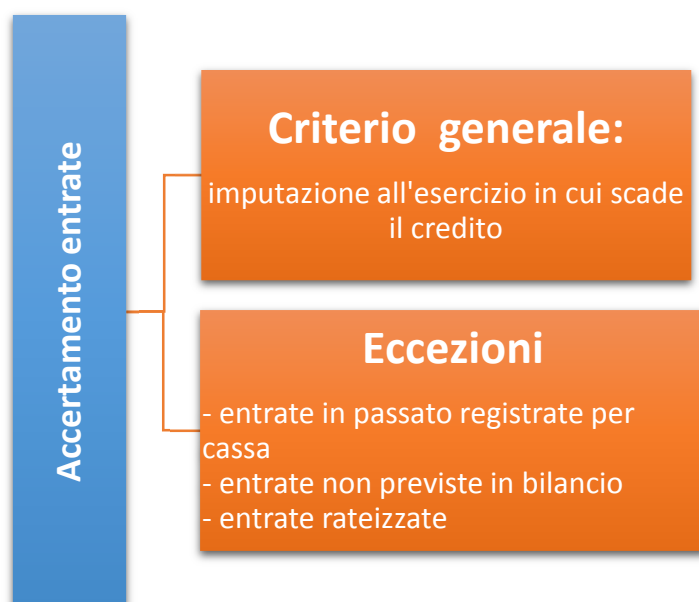 Accertamento entrate
Criterio generale:
imputazione all'esercizio in cui scade
il credito
Eccezioni
- entrate in passato registrate per
cassa
- entrate non previste in bilancio
- entrate rateizzate